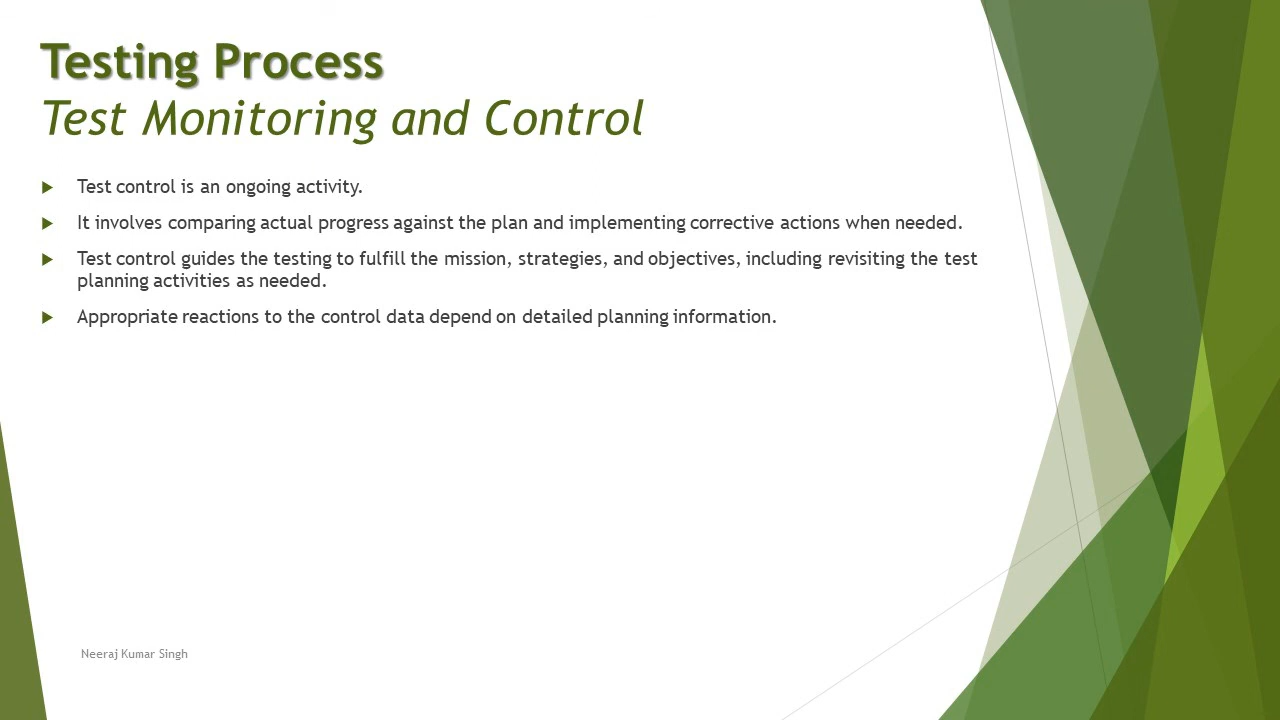 Testing Process
Test Monitoring and Control
Test control is an ongoing activity.
It involves comparing actual progress against the plan and implementing corrective actions when needed.
Test control guides the testing to fulfill the mission, strategies, and objectives, including revisiting the test
planning activities as needed.
Appropriate reactions to the control data depend on detailed planning information.
Neeraj Kumar Singh